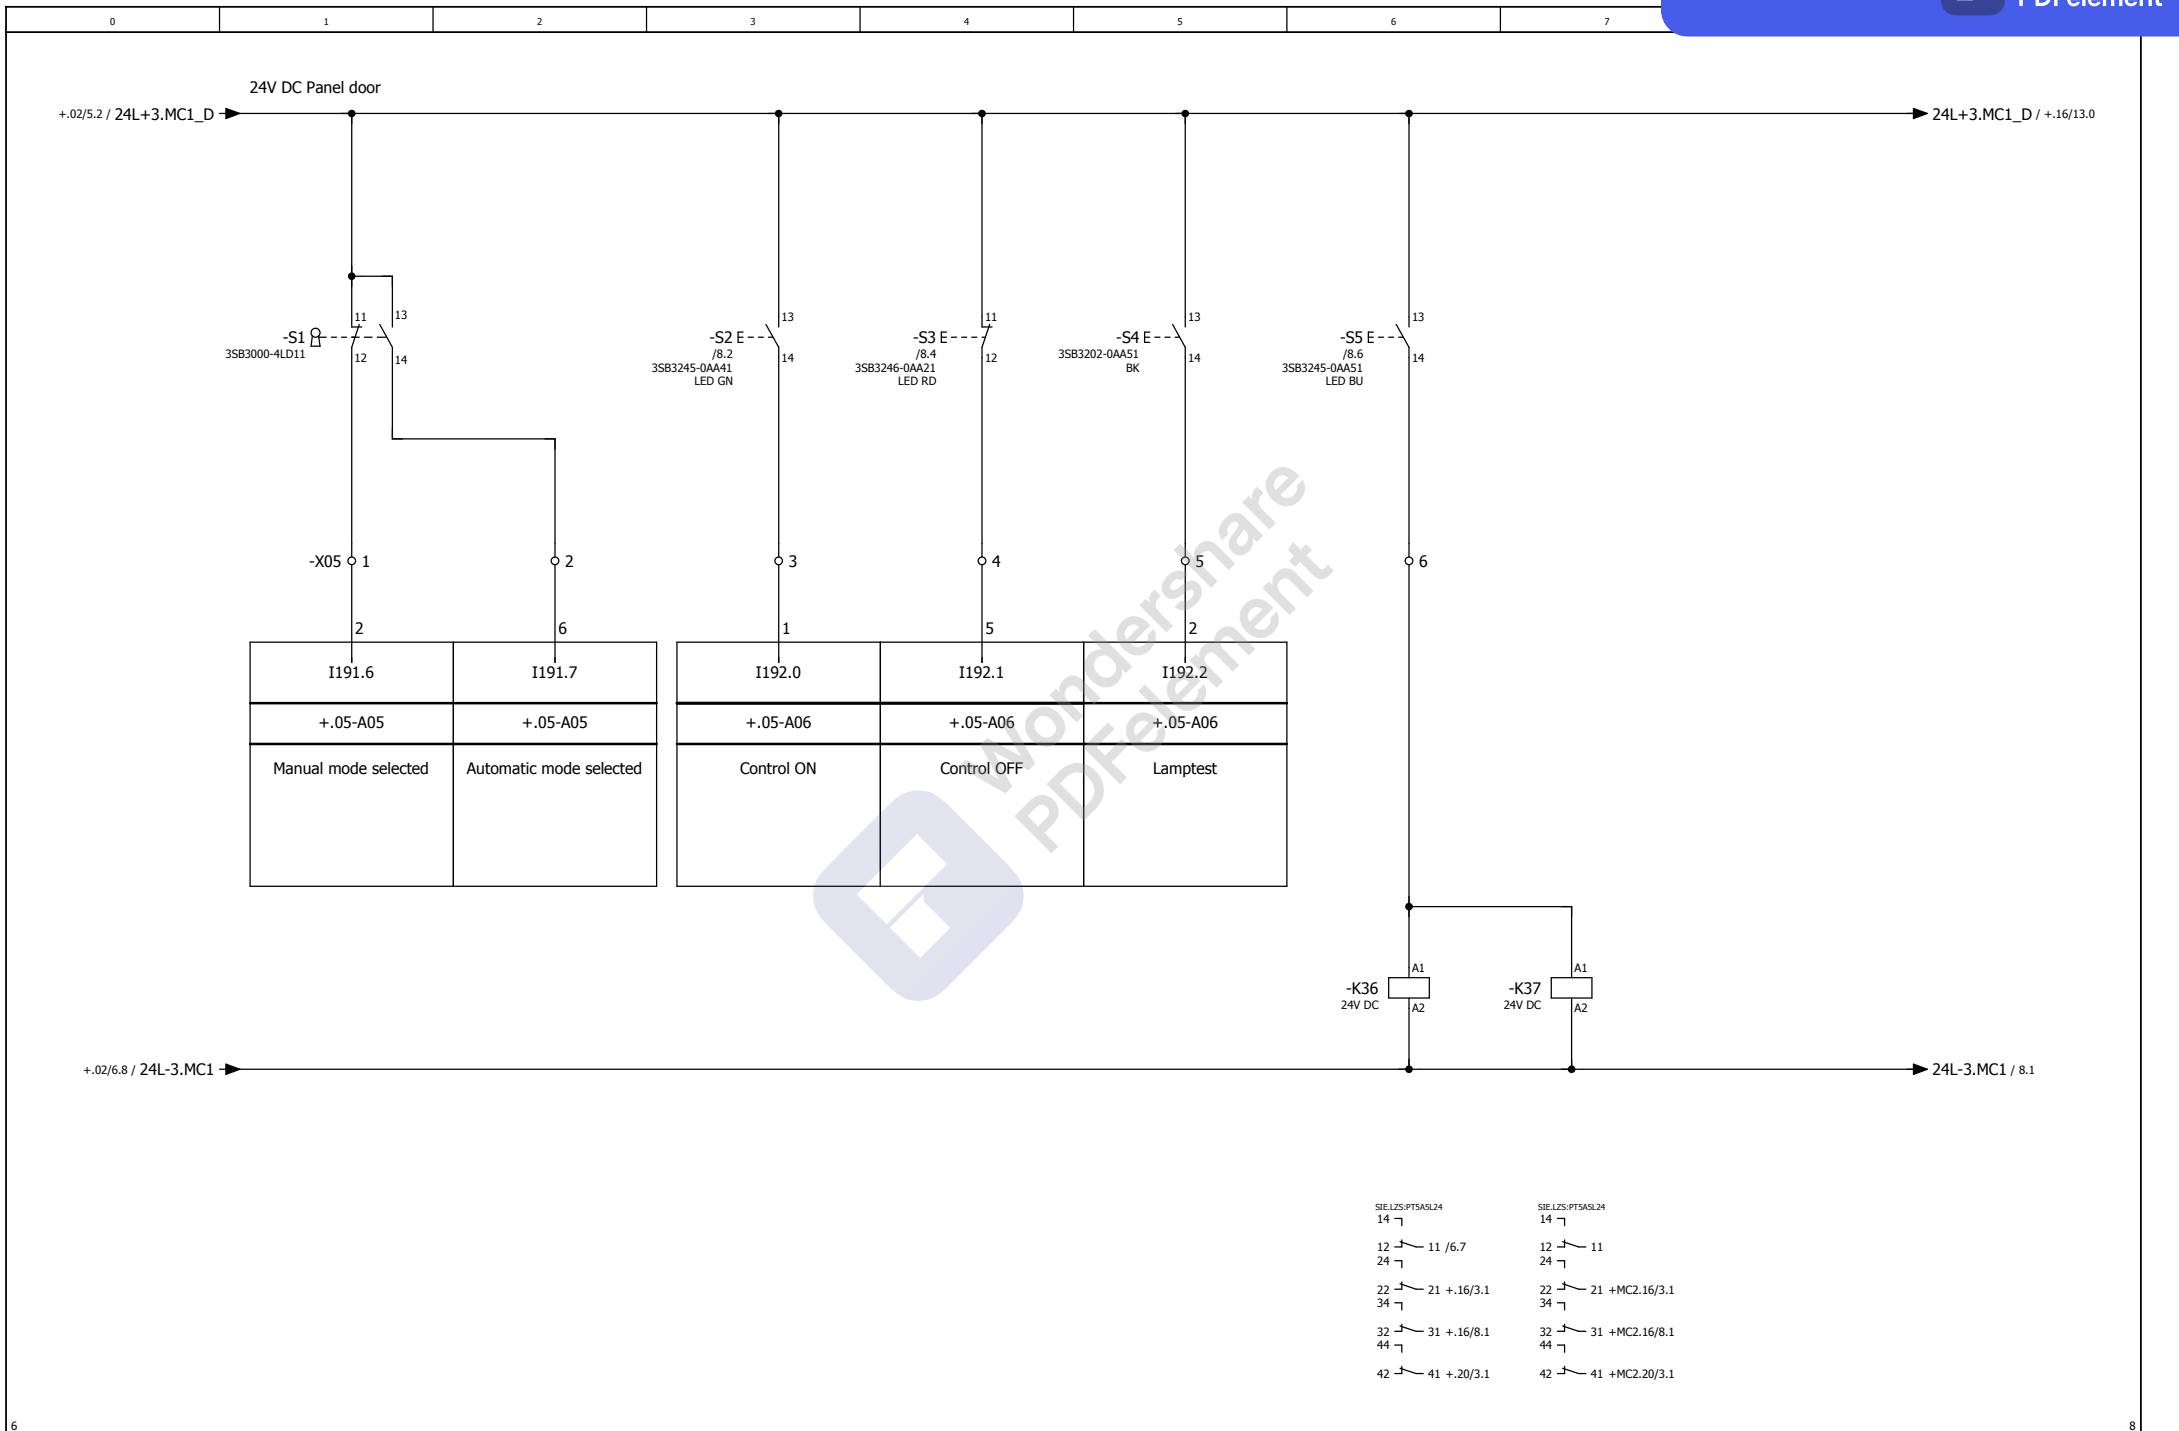 0 1 2 3 4 5 6 7
PDFelement
24V DC Panel door
+.02/5.2 / 24L+3.MC1_D
24L+3.MC1_D / +.16/13.0
-S1
3SB3000-4LD11
11
12
13
14
-S2
/8.2
3SB3245-0AA41
LED GN
13
14
-S3
/8.4
3SB3246-0AA21
LED RD
11
12
-S4
3SB3202-0AA51
BK
13
14
-S5
/8.6
3SB3245-0AA51
LED BU
13
14
-X05 1 2 3 4 5 6
2 6 1 5 2
I191.6 I191.7 I192.0 I192.1 I192.2
+.05-A05 +.05-A05 +.05-A06 +.05-A06 +.05-A06
Manual mode selected Automatic mode selected Control ON Control OFF Lamptest
Wondershare
PDFelement
-K36
24V DC
A1
A2
-K37
24V DC
A1
A2
+.02/6.8 / 24L-3.MC1
24L-3.MC1 / 8.1
SIE.LZS:PT5A5L24
14
12 11 /6.7
24
22 21 +.16/3.1
34
32 31 +.16/8.1
44
42 41 +.20/3.1
SIE.LZS:PT5A5L24
14
12 11
24
22 21 +MC2.16/3.1
34
32 31 +MC2.16/8.1
44
42 41 +MC2.20/3.1
6
8